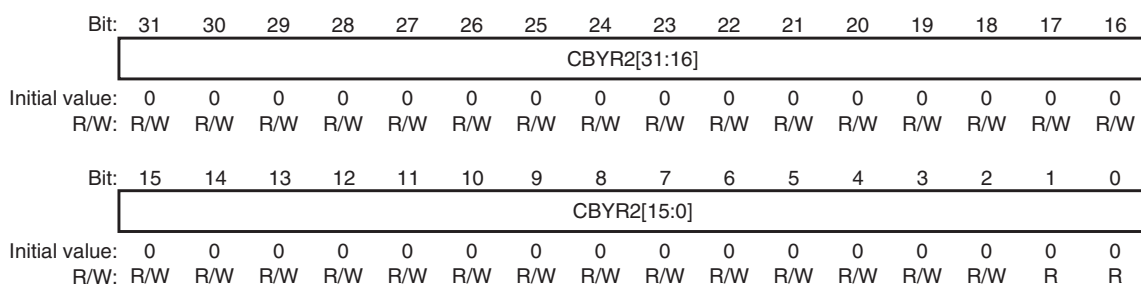 Bit: 31 30 29 28 27 26 25 24 23 22 21 20 19 18 17 16
CBYR2[31:16]
Initial value: 0 0 0 0 0 0 0 0 0 0 0 0 0 0 0 0
R/W: R/W R/W R/W R/W R/W R/W R/W R/W R/W R/W R/W R/W R/W R/W R/W R/W
Bit: 15 14 13 12 11 10 9 8 7 6 5 4 3 2 1 0
CBYR2[15:0]
Initial value: 0 0 0 0 0 0 0 0 0 0 0 0 0 0 0 0
R/W: R/W R/W R/W R/W R/W R/W R/W R/W R/W R/W R/W R/W R/W R/W R R